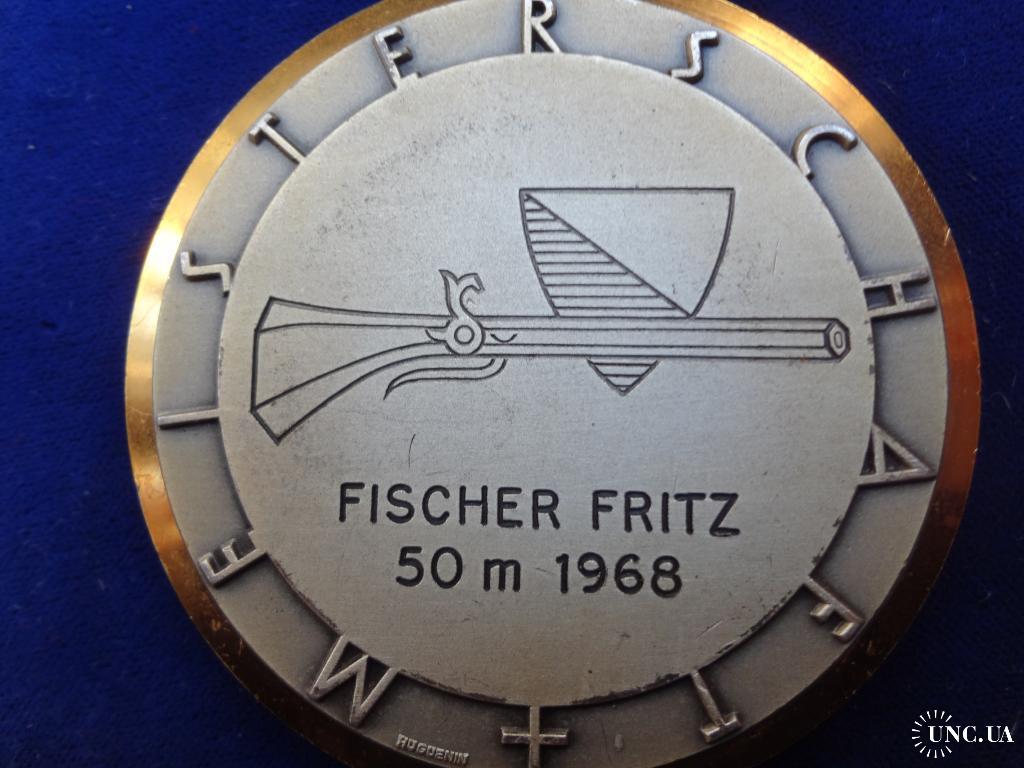 MEISTERSCHAFT +
FISCHER FRITZ
50 m 1968
HUGUENIN
UNC.UA